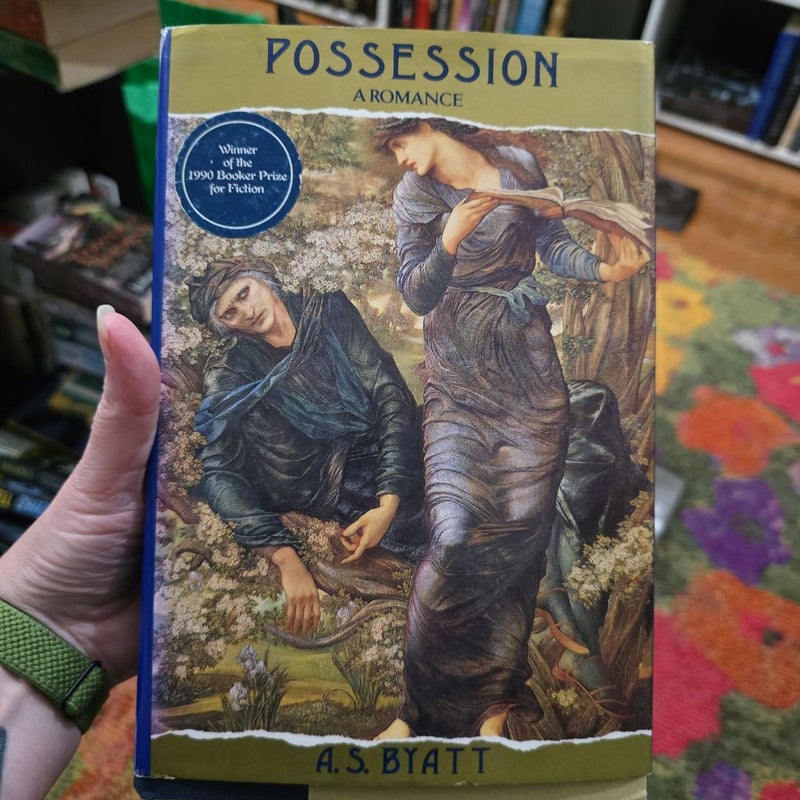 POSSESSION
A ROMANCE
Winner
of the
1990 Booker Prize
for Fiction
A. S. BYATT